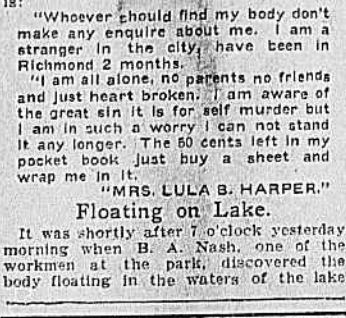 is:
"Whoever should find my body don't
make any enquire about me. I am a
stranger in the city, have been in
Richmond 2 months.
"I am all alone, no parents no friends
and just heart broken. I am aware of
the great sin it is for self murder but
I am in such a worry I can not stand
it any longer. The 50 cents left in my
pocket book just buy a sheet and
wrap me in it.
"MRS. LULA B. HARPER."
Floating on Lake.
It was shortly after 7 o'clock yesterday
morning when B. A. Nash, one of the
workmen at the park, discovered the
body floating in the waters of the lake